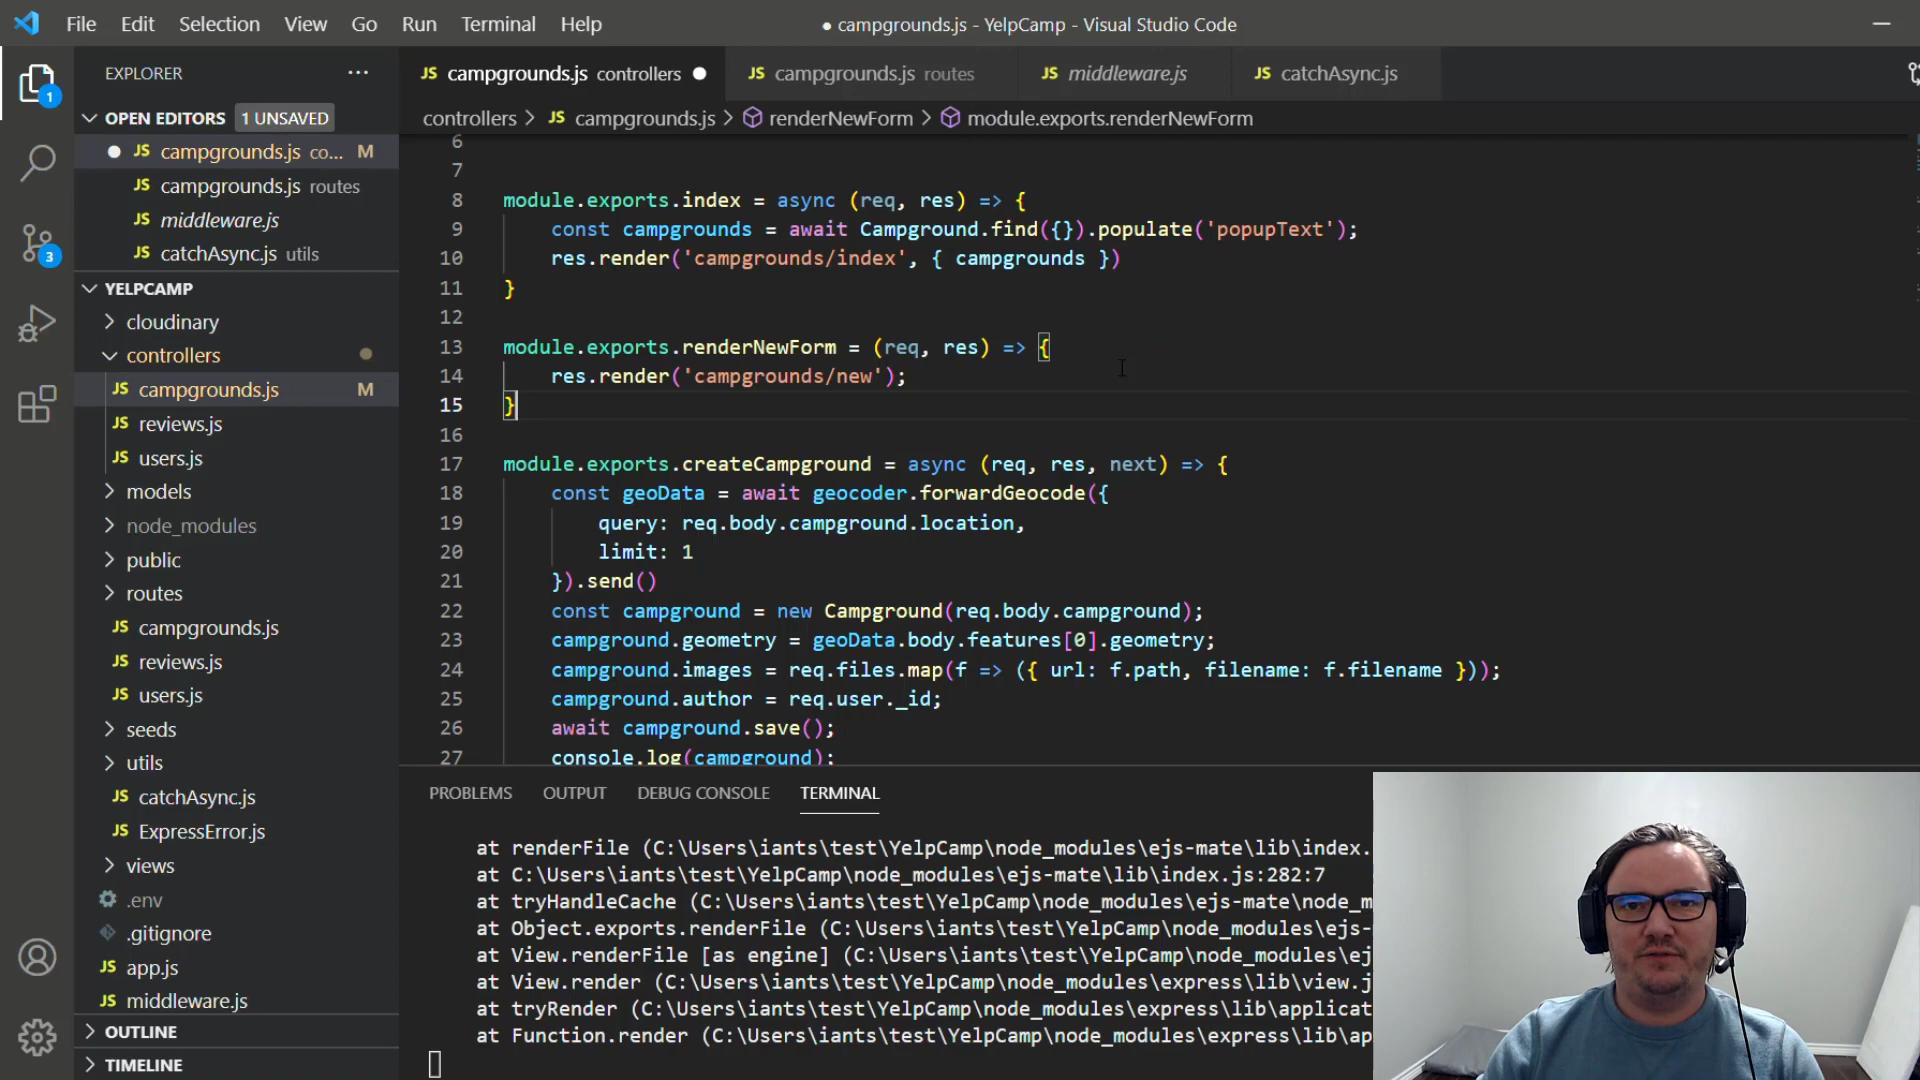 File Edit Selection View Go Run Terminal Help
● campgrounds.js - YelpCamp - Visual Studio Code
EXPLORER ...
JS campgrounds.js controllers
JS campgrounds.js routes
JS middleware.js
JS catchAsync.js
1
OPEN EDITORS 1 UNSAVED
JS campgrounds.js co... M
JS campgrounds.js routes
JS middleware.js
JS catchAsync.js utils
3
YELPCAMP
cloudinary
controllers
JS campgrounds.js M
JS reviews.js
JS users.js
models
node_modules
public
routes
JS campgrounds.js
JS reviews.js
JS users.js
seeds
utils
JS catchAsync.js
JS ExpressError.js
views
.env
.gitignore
JS app.js
JS middleware.js
OUTLINE
TIMELINE
controllers > JS campgrounds.js > renderNewForm > module.exports.renderNewForm
6
7
8 module.exports.index = async (req, res) => {
9 const campgrounds = await Campground.find({}).populate('popupText');
10 res.render('campgrounds/index', { campgrounds })
11 }
12
13 module.exports.renderNewForm = (req, res) => {
14 res.render('campgrounds/new');
15 }
16
17 module.exports.createCampground = async (req, res, next) => {
18 const geoData = await geocoder.forwardGeocode({
19 query: req.body.campground.location,
20 limit: 1
21 }).send()
22 const campground = new Campground(req.body.campground);
23 campground.geometry = geoData.body.features[0].geometry;
24 campground.images = req.files.map(f => ({ url: f.path, filename: f.filename }));
25 campground.author = req.user._id;
26 await campground.save();
27 console.log(campground);
PROBLEMS OUTPUT DEBUG CONSOLE TERMINAL
at renderFile (C:\Users\iants\test\YelpCamp\node_modules\ejs-mate\lib\index.
at C:\Users\iants\test\YelpCamp\node_modules\ejs-mate\lib\index.js:282:7
at tryHandleCache (C:\Users\iants\test\YelpCamp\node_modules\ejs-mate\node_m
at Object.exports.renderFile (C:\Users\iants\test\YelpCamp\node_modules\ejs-
at View.renderFile [as engine] (C:\Users\iants\test\YelpCamp\node_modules\ej
at View.render (C:\Users\iants\test\YelpCamp\node_modules\express\lib\view.j
at tryRender (C:\Users\iants\test\YelpCamp\node_modules\express\lib\applicat
at Function.render (C:\Users\iants\test\YelpCamp\node_modules\express\lib\ap